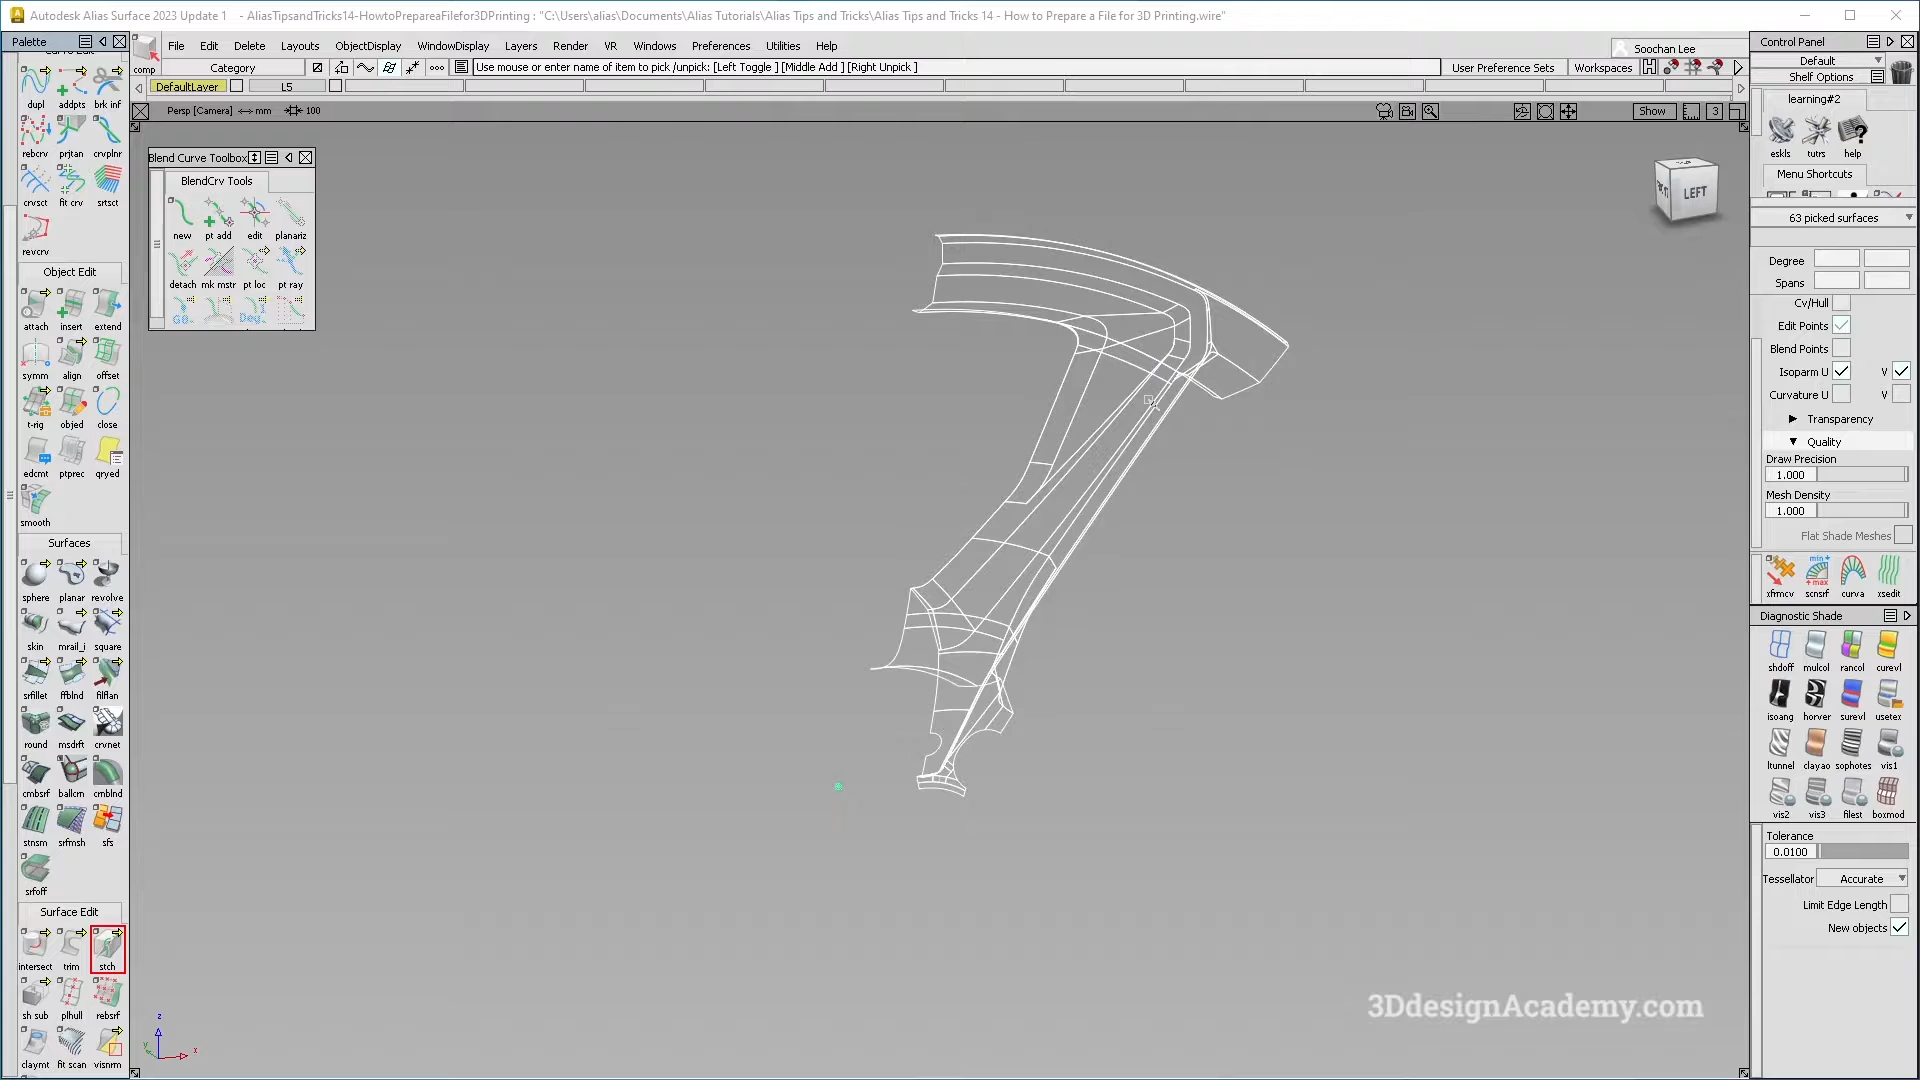 Autodesk Alias Surface 2023 Update 1 - AliasTipsandTricks14-HowtoPrepareaFilefor3DPrinting : "C:\Users\alias\Documents\Alias Tutorials\Alias Tips and Tricks\Alias Tips and Tricks 14 - How to Prepare a File for 3D Printing.wire"
Palette
File Edit Delete Layouts ObjectDisplay WindowDisplay Layers Render VR Windows Preferences Utilities Help
Soochan Lee
Control Panel
comp
Category
Use mouse or enter name of item to pick /unpick: [Left Toggle ] [Middle Add ] [Right Unpick ]
User Preference Sets
Workspaces
Default
Shelf Options
DefaultLayer
L5
Persp [Camera] mm 100
Show
3
learning#2
eskls tutrs help
Menu Shortcuts
63 picked surfaces
Degree
Spans
Cv/Hull
Edit Points
Blend Points
Isoparm U V
Curvature U V
Transparency
Quality
Draw Precision
1.000
Mesh Density
1.000
Flat Shade Meshes
xfrmcv scnsrf curva xsedit
Diagnostic Shade
shdoff mulcol rancol curevl
isoang horver surevl usetex
ltunnel clayao sophotes vis1
vis2 vis3 filest boxmod
Tolerance
0.0100
Tessellator Accurate
Limit Edge Length
New objects
Blend Curve Toolbox
BlendCrv Tools
new pt add edit planariz
detach mk mstr pt loc pt ray
LEFT
dupl addpts brk inf
rebcrv prjtan crvplnr
crvsct fit crv srtsct
revcrv
Object Edit
attach insert extend
symm align offset
t-rig objed close
edcmt ptprec qryed
smooth
Surfaces
sphere planar revolve
skin mrail_i square
srfillet ffblnd filflan
round msdrft crvnet
cmbsrf ballcrn crnblnd
stnsm srfmsh sfs
srfoff
Surface Edit
intersect trim stch
sh sub plhull rebsrf
claymt fit scan visnrm
z
y
x
3DdesignAcademy.com